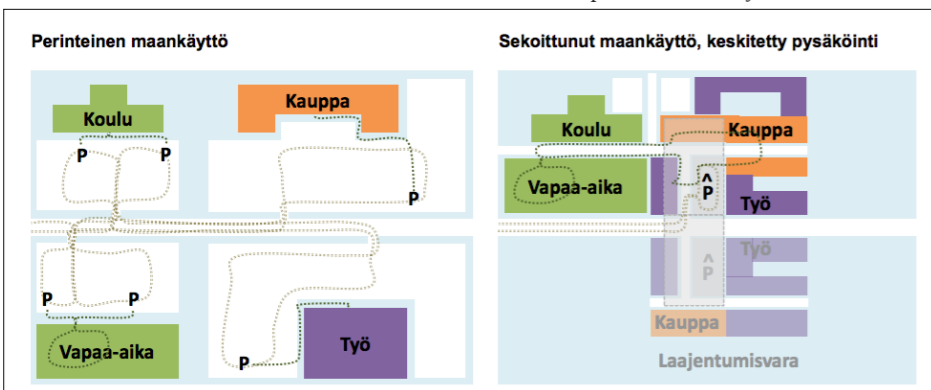 Perinteinen maankäyttö
Koulu
P P
Kauppa
P
P P
Vapaa-aika
P
Työ
Sekoittunut maankäyttö, keskitetty pysäköinti
Koulu
Kauppa
Vapaa-aika
^
P
Työ
Työ
^
P
Kauppa
Laajentumisvara